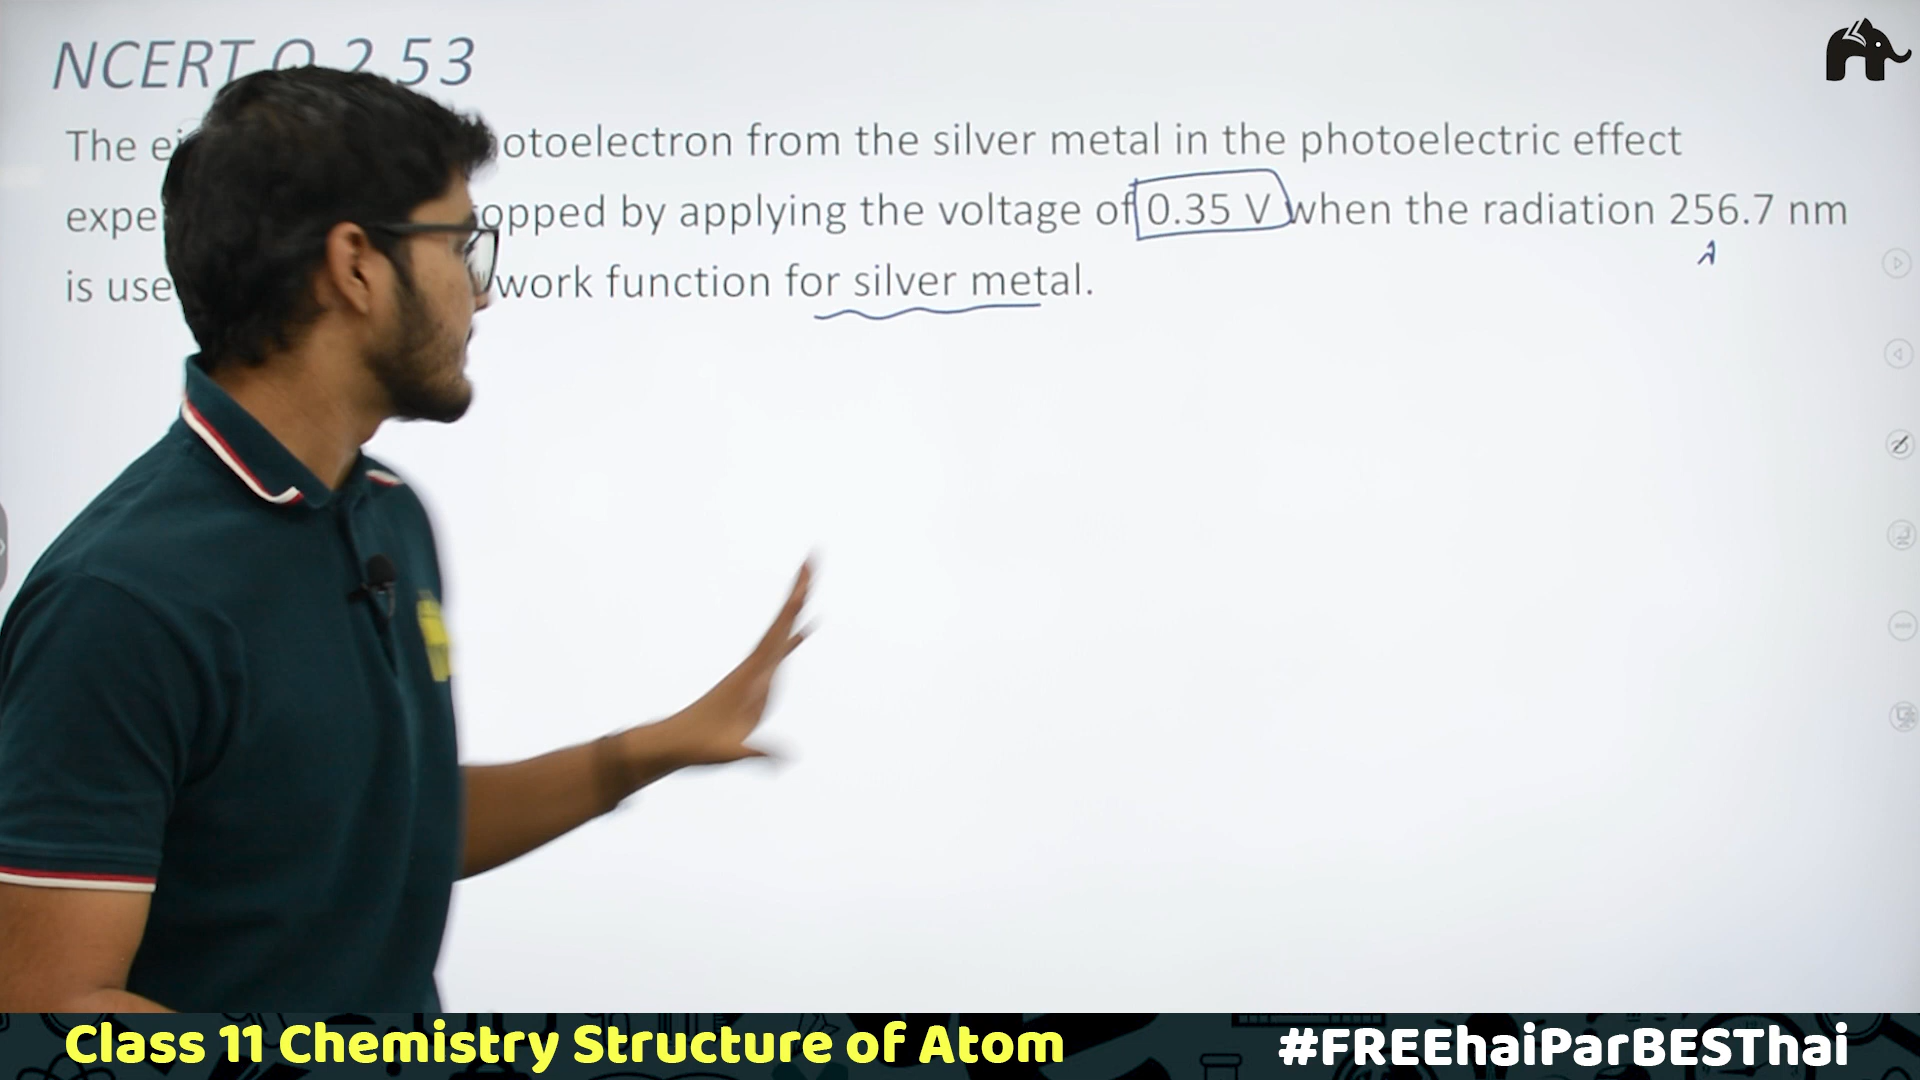 NCERT Q 2.53
The otoelectron from the silver metal in the photoelectric effect
expe opped by applying the voltage of 0.35 V when the radiation 256.7 nm
λ
is use work function for silver metal.
Class 11 Chemistry Structure of Atom
#FREEhaiParBESThai